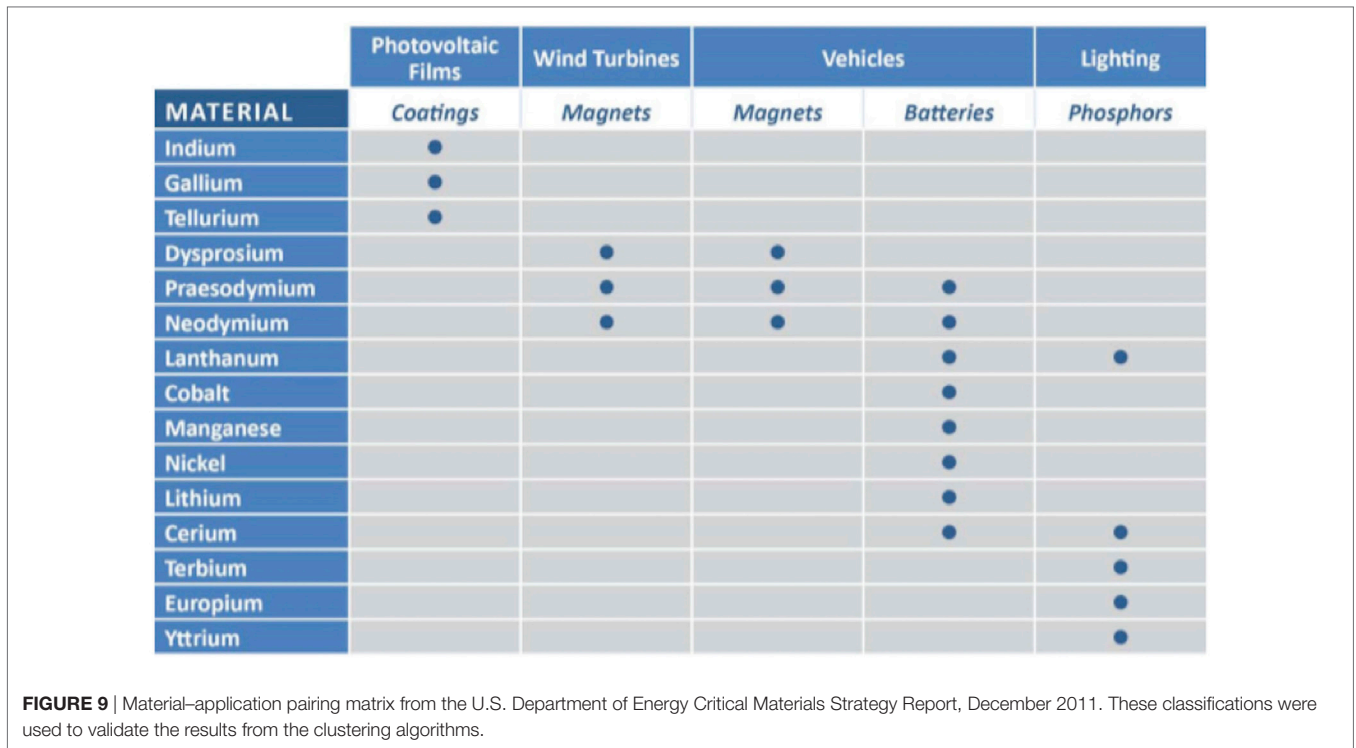 Photovoltaic
Films
Wind Turbines
Vehicles
Lighting
MATERIAL
Coatings
Magnets
Magnets
Batteries
Phosphors
Indium
Gallium
Tellurium
Dysprosium
Praesodymium
Neodymium
Lanthanum
Cobalt
Manganese
Nickel
Lithium
Cerium
Terbium
Europium
Yttrium
FIGURE 9 | Material–application pairing matrix from the U.S. Department of Energy Critical Materials Strategy Report, December 2011. These classifications were
used to validate the results from the clustering algorithms.